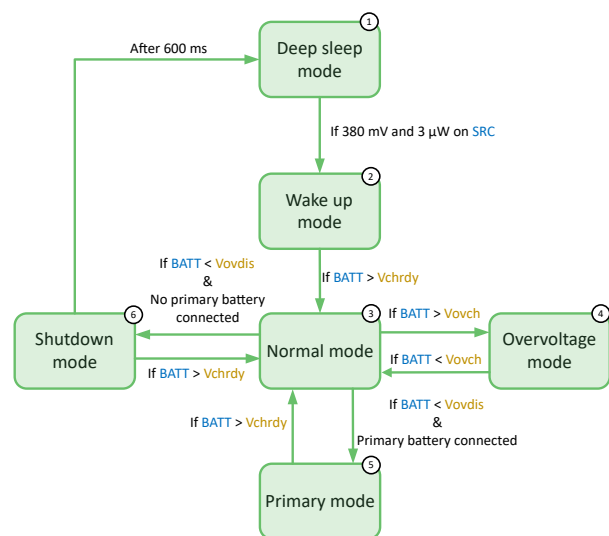 1
Deep sleep
mode
After 600 ms
If 380 mV and 3 µW on SRC
2
Wake up
mode
If BATT < Vovdis
&
No primary battery
connected
If BATT > Vchrdy
6
Shutdown
mode
If BATT > Vchrdy
3
Normal mode
If BATT > Vovch
If BATT < Vovch
4
Overvoltage
mode
If BATT > Vchrdy
If BATT < Vovdis
&
Primary battery connected
5
Primary mode